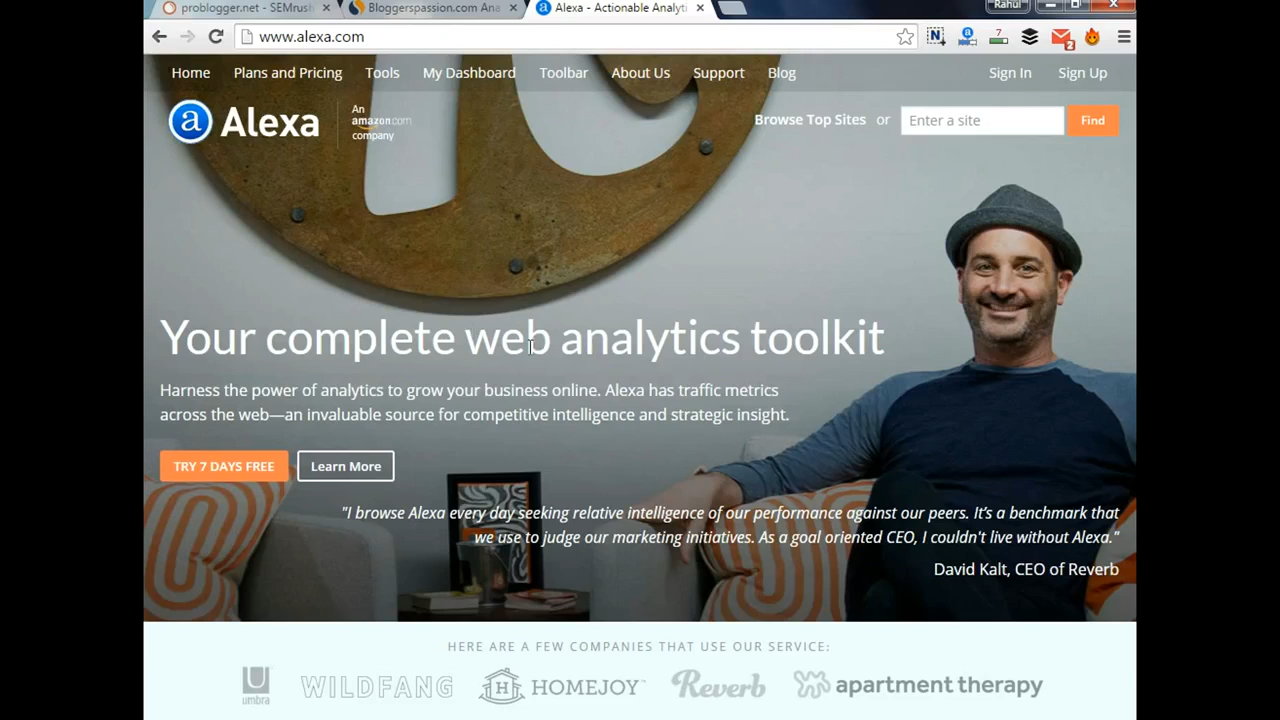 problogger.net - SEMrush
Bloggerspassion.com Ana
Alexa - Actionable Analyti
Rahul
www.alexa.com
N
7
2
Home Plans and Pricing Tools My Dashboard Toolbar About Us Support Blog Sign In Sign Up
a Alexa
An
amazon.com
company
Browse Top Sites or Enter a site Find
Your complete web analytics toolkit
Harness the power of analytics to grow your business online. Alexa has traffic metrics
across the web—an invaluable source for competitive intelligence and strategic insight.
TRY 7 DAYS FREE Learn More
"I browse Alexa every day seeking relative intelligence of our performance against our peers. It's a benchmark that
we use to judge our marketing initiatives. As a goal oriented CEO, I couldn't live without Alexa."
David Kalt, CEO of Reverb
HERE ARE A FEW COMPANIES THAT USE OUR SERVICE:
umbra WILDFANG H HOMEJOY Reverb apartment therapy